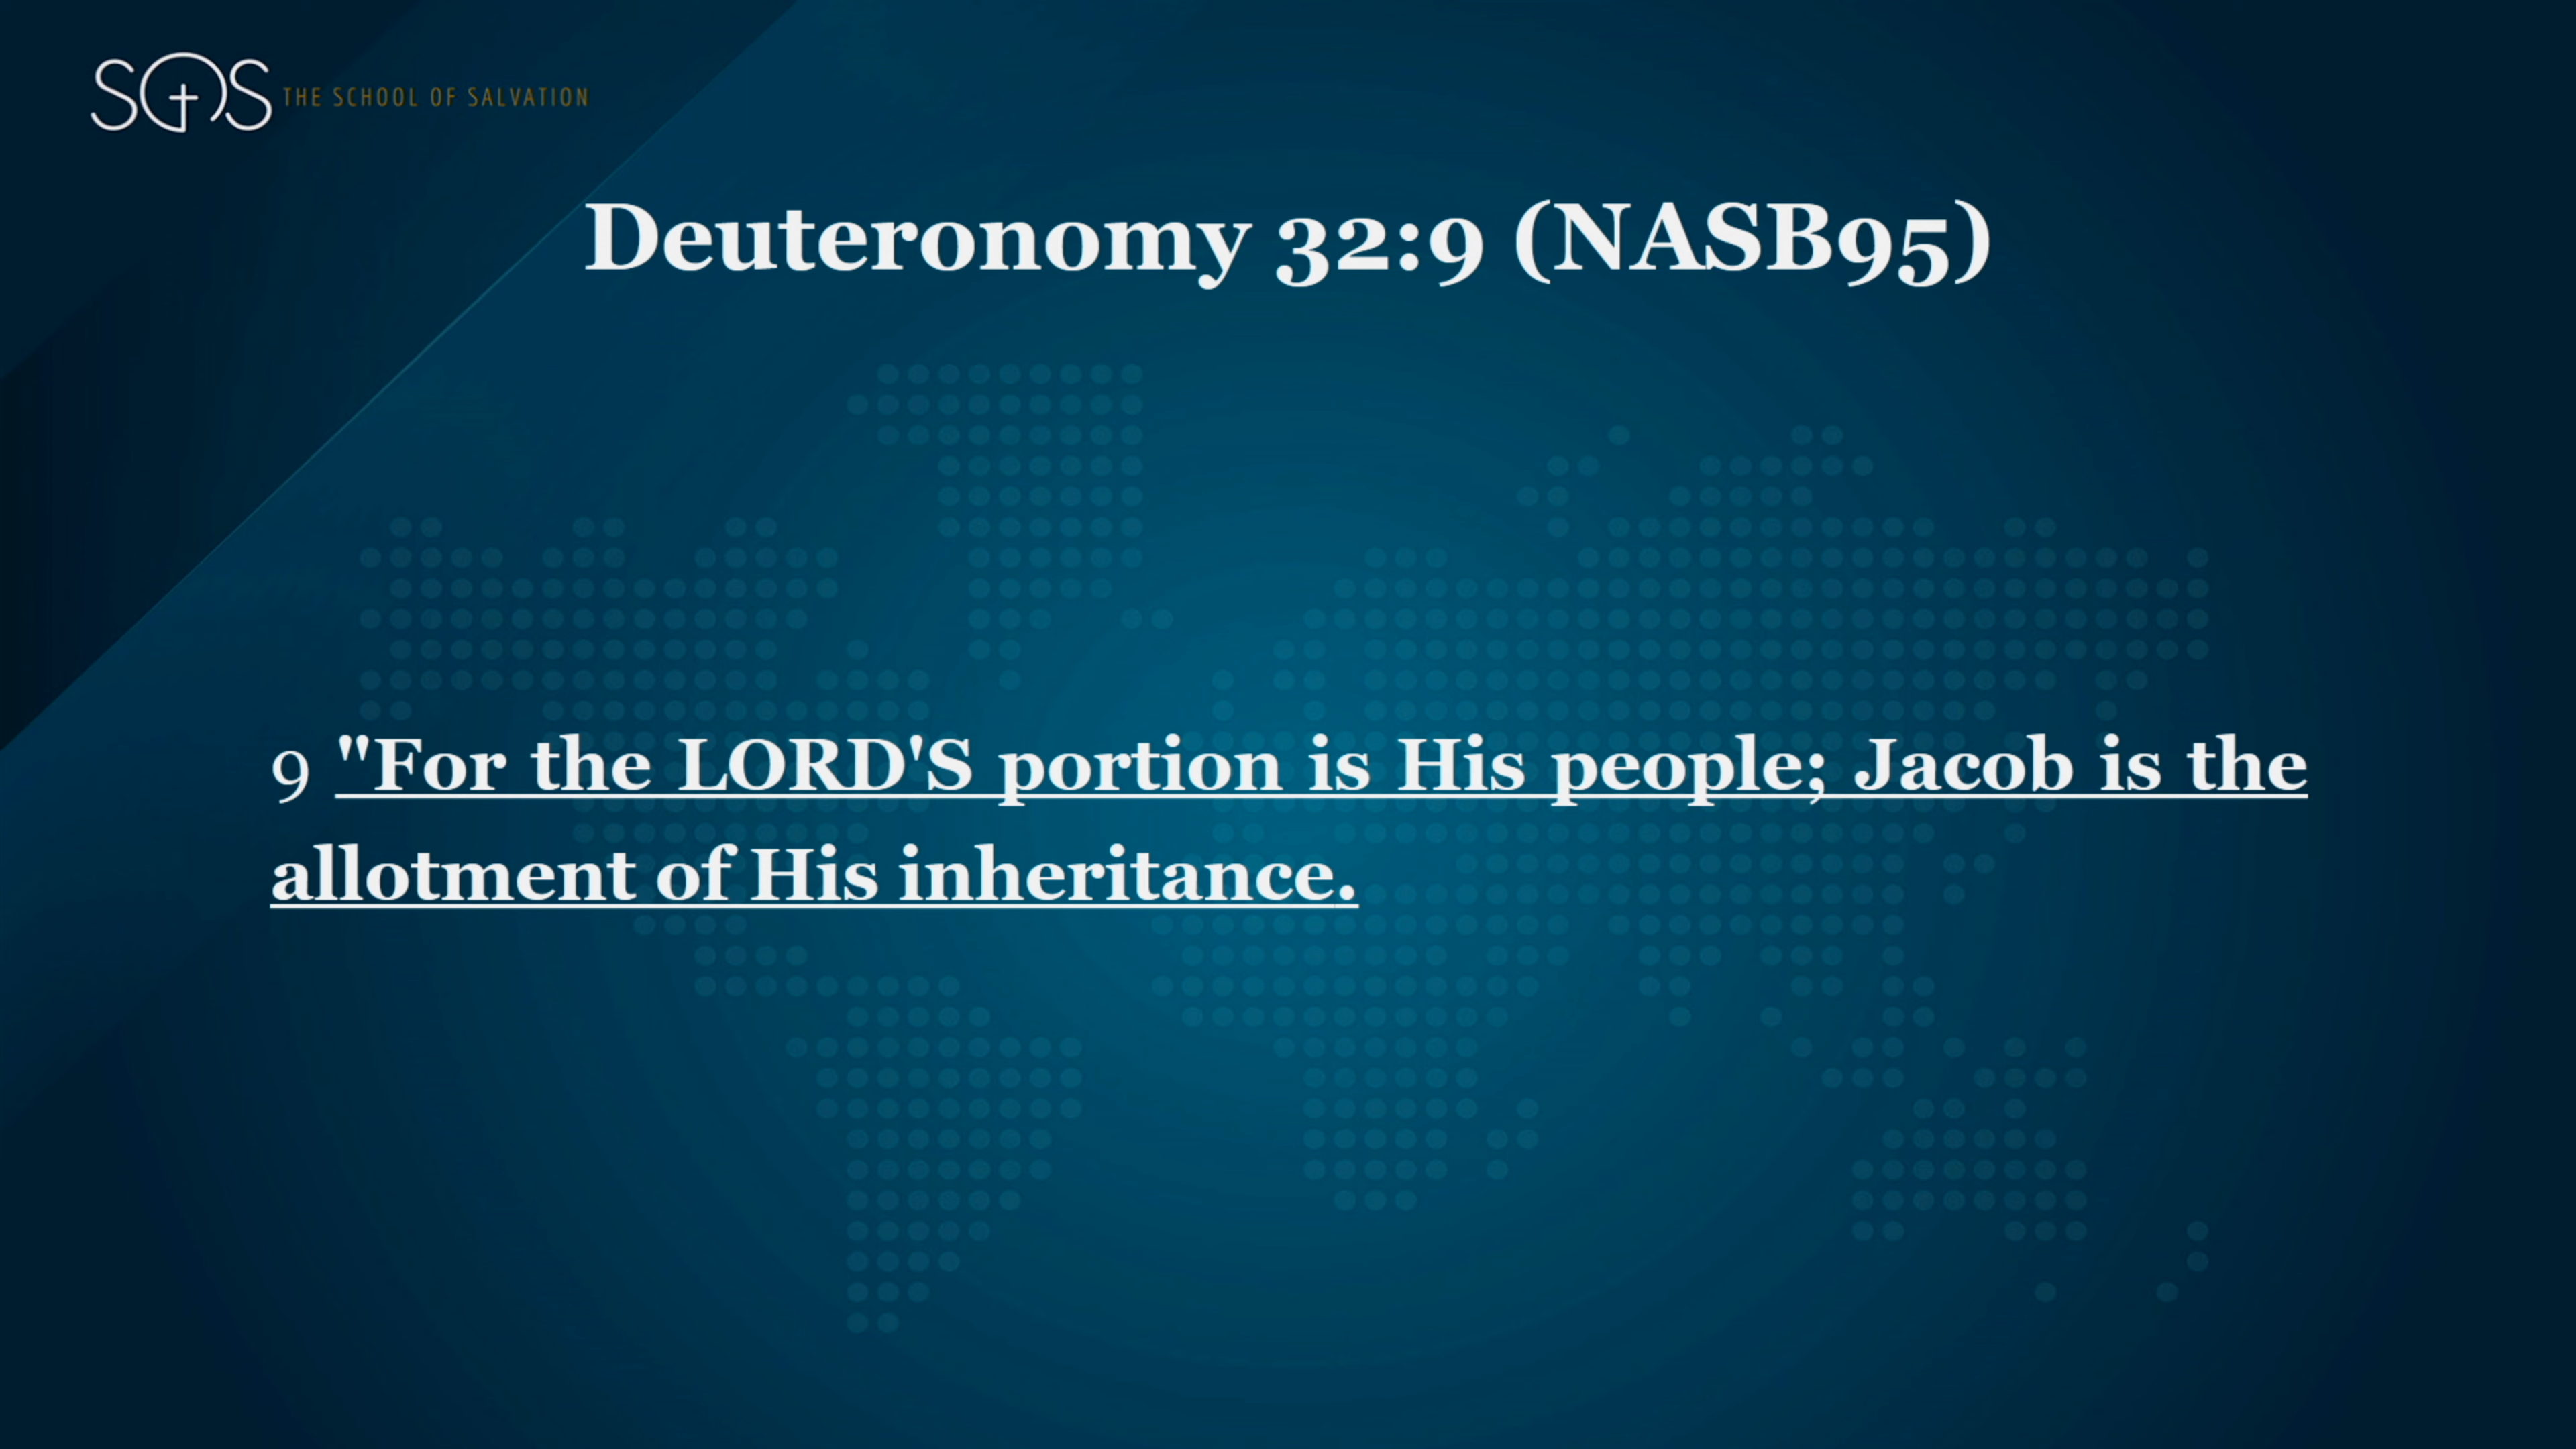 SOS THE SCHOOL OF SALVATION
Deuteronomy 32:9 (NASB95)
9 "For the LORD'S portion is His people; Jacob is the
allotment of His inheritance.